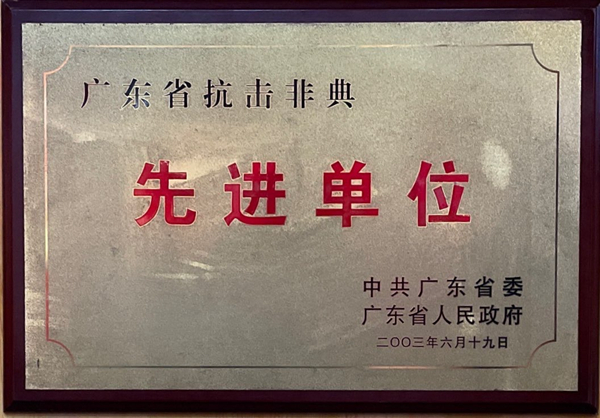 广东省抗击非典
先进单位
中共广东省委
广东省人民政府
二〇〇三年六月十九日